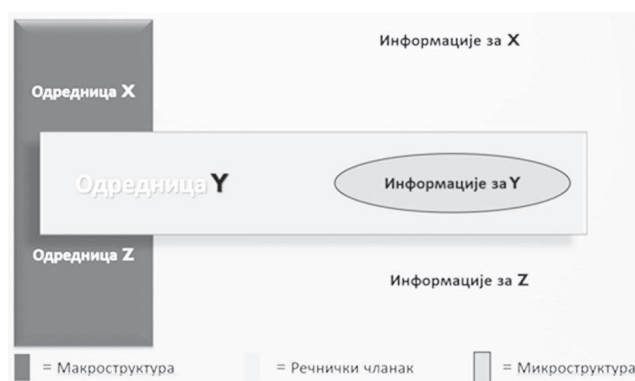 Информације за X
Одредница X
Одредница Y
Информације за Y
Одредница Z
Информације за Z
= Макроструктура
= Речнички чланак
= Микроструктура